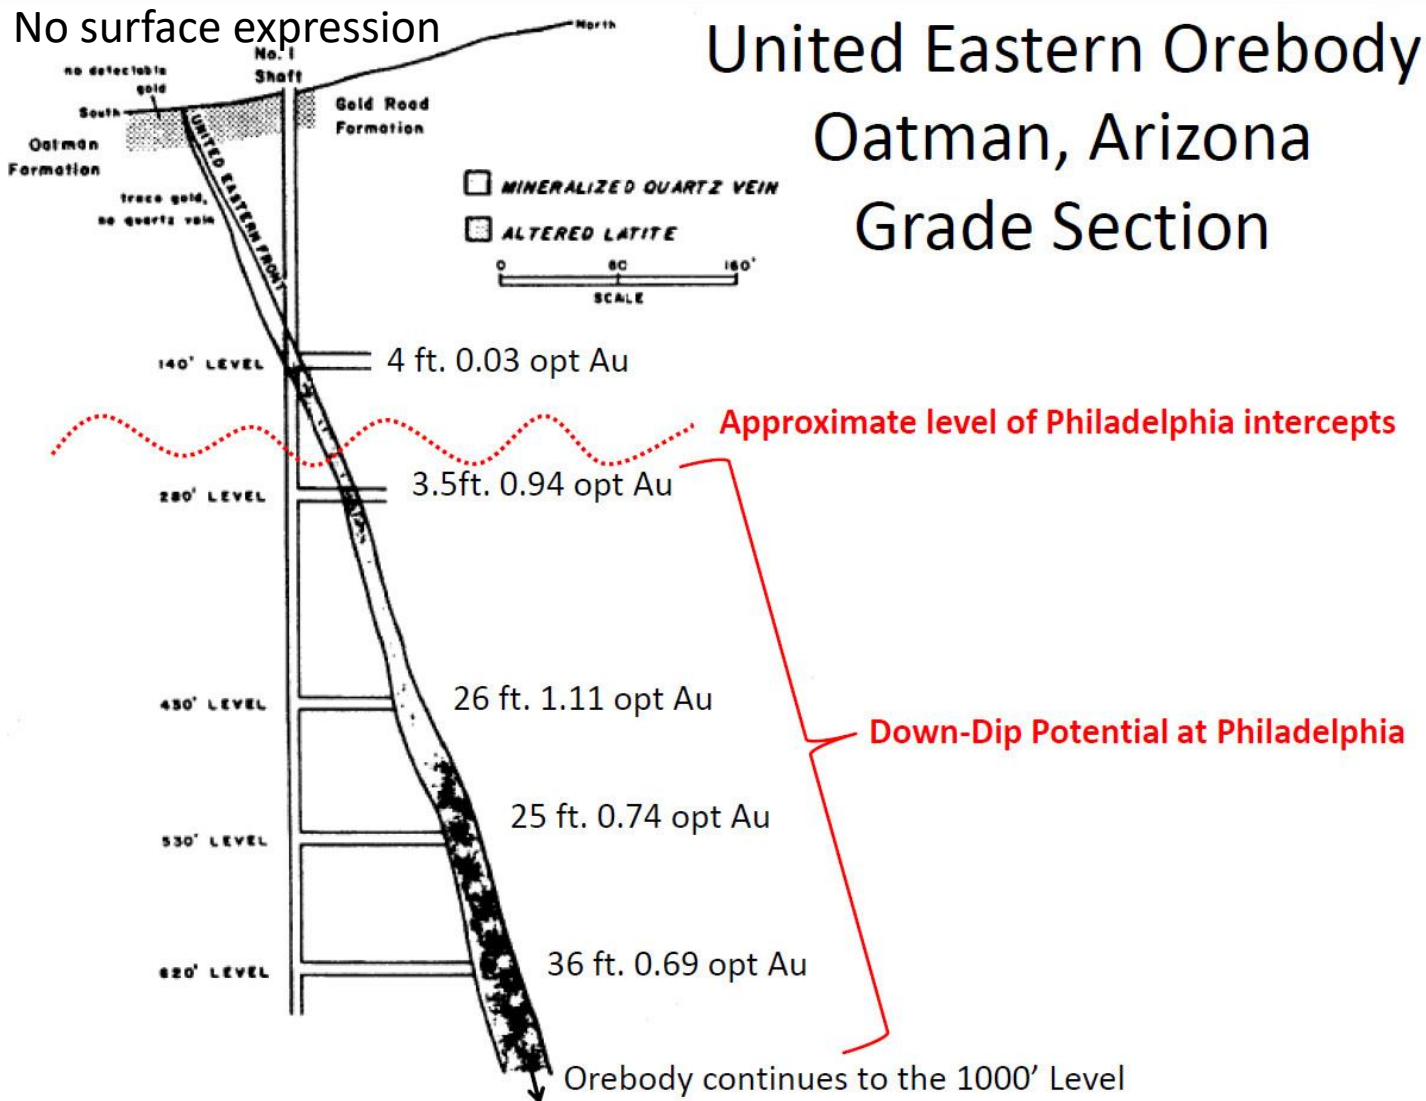 No surface expression
United Eastern Orebody
Oatman, Arizona
Grade Section
North
No. 1
Shaft
no detectable
gold
South
Gold Road
Formation
Oatman
Formation
trace gold,
no quartz vein
UNITED EASTERN FRONT
MINERALIZED QUARTZ VEIN
ALTERED LATITE
0 80 160'
SCALE
140' LEVEL
4 ft. 0.03 opt Au
Approximate level of Philadelphia intercepts
280' LEVEL
3.5ft. 0.94 opt Au
450' LEVEL
26 ft. 1.11 opt Au
Down-Dip Potential at Philadelphia
530' LEVEL
25 ft. 0.74 opt Au
620' LEVEL
36 ft. 0.69 opt Au
Orebody continues to the 1000’ Level